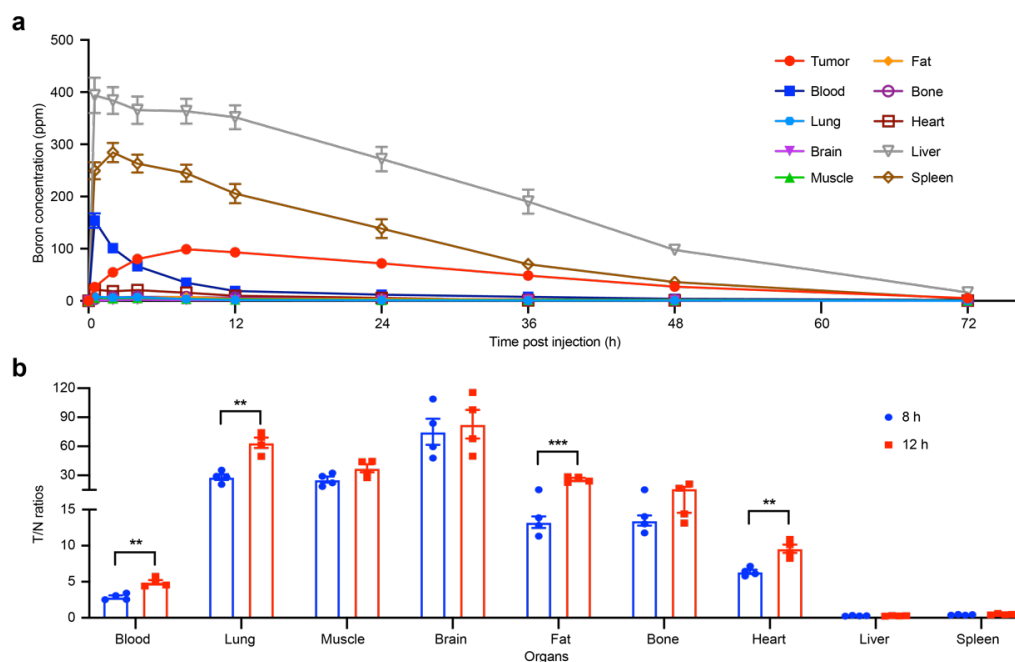 a
500
400
300
200
100
0
Boron concentration (ppm)
Tumor
Blood
Lung
Brain
Muscle
Fat
Bone
Heart
Liver
Spleen
0 12 24 36 48 60 72
Time post injection (h)
b
120
90
60
30
15
10
5
0
T/N ratios
** ** *** **
8 h
12 h
Blood Lung Muscle Brain Fat Bone Heart Liver Spleen
Organs